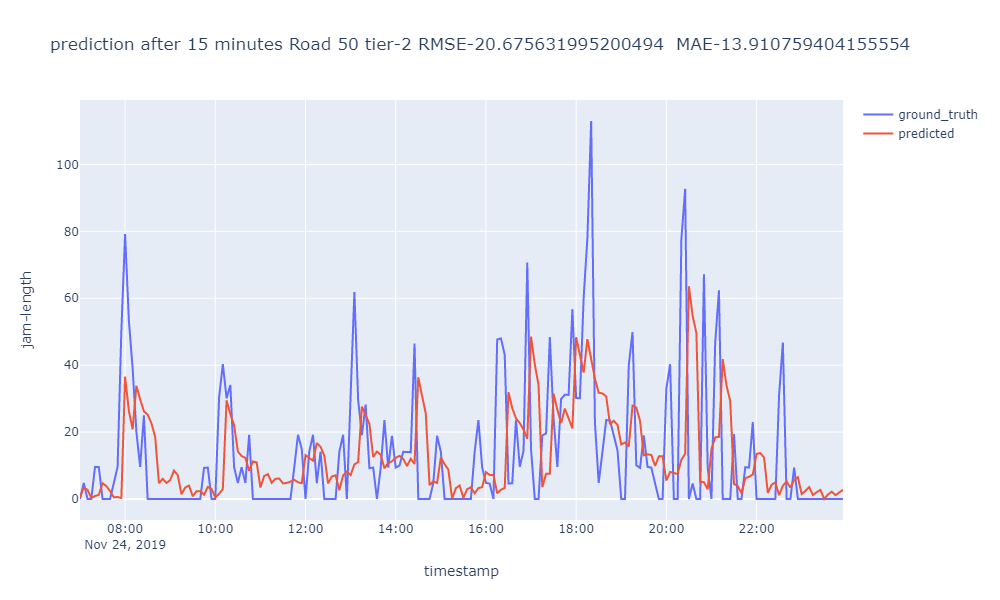 prediction after 15 minutes Road 50 tier-2 RMSE-20.675631995200494 MAE-13.910759404155554
ground_truth
predicted
100
80
60
40
20
0
jam-length
08:00 10:00 12:00 14:00 16:00 18:00 20:00 22:00
Nov 24, 2019
timestamp